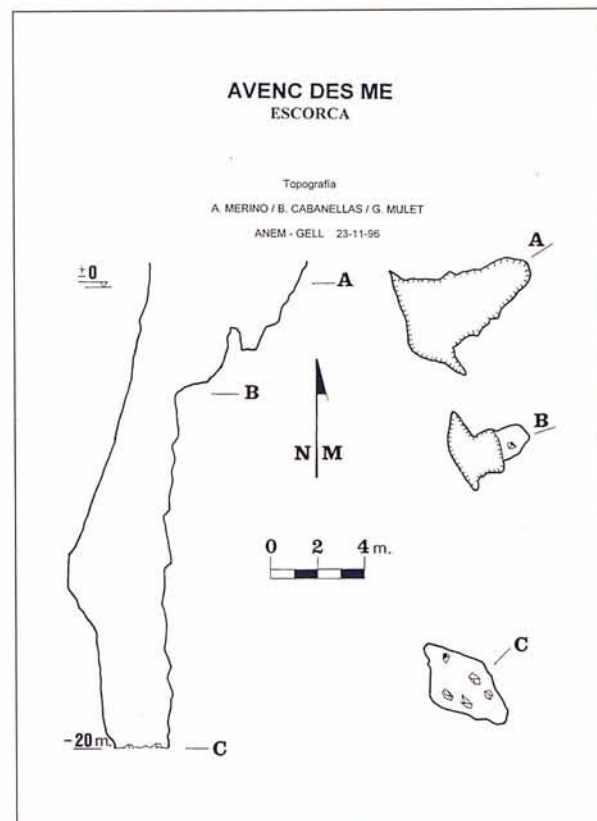 AVENC DES ME
ESCORCA
Topografía
A. MERINO / B. CABANELLAS / G. MULET
ANEM - GELL 23-11-96
±0
A
A
B
B
N M
0 2 4 m.
C
-20 m.
C